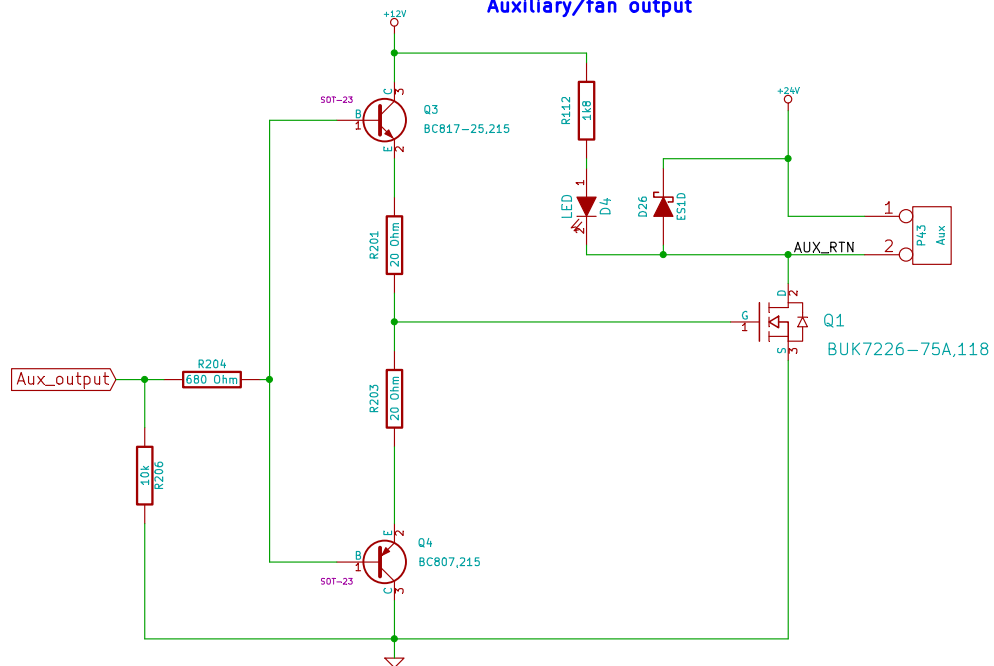 Auxiliary/fan output
+12V
C
3
SOT-23
B
1
Q3
BC817-25,215
E
2
R112
1k8
+24V
1
LED
D4
2
D26
ES1D
1
P43
Aux
AUX_RTN
2
R201
20 Ohm
D
2
G
1
Q1
BUK7226-75A,118
S
3
R204
Aux_output
680 Ohm
R203
20 Ohm
10k
R206
E
2
Q4
B
1
BC807,215
SOT-23
C
3